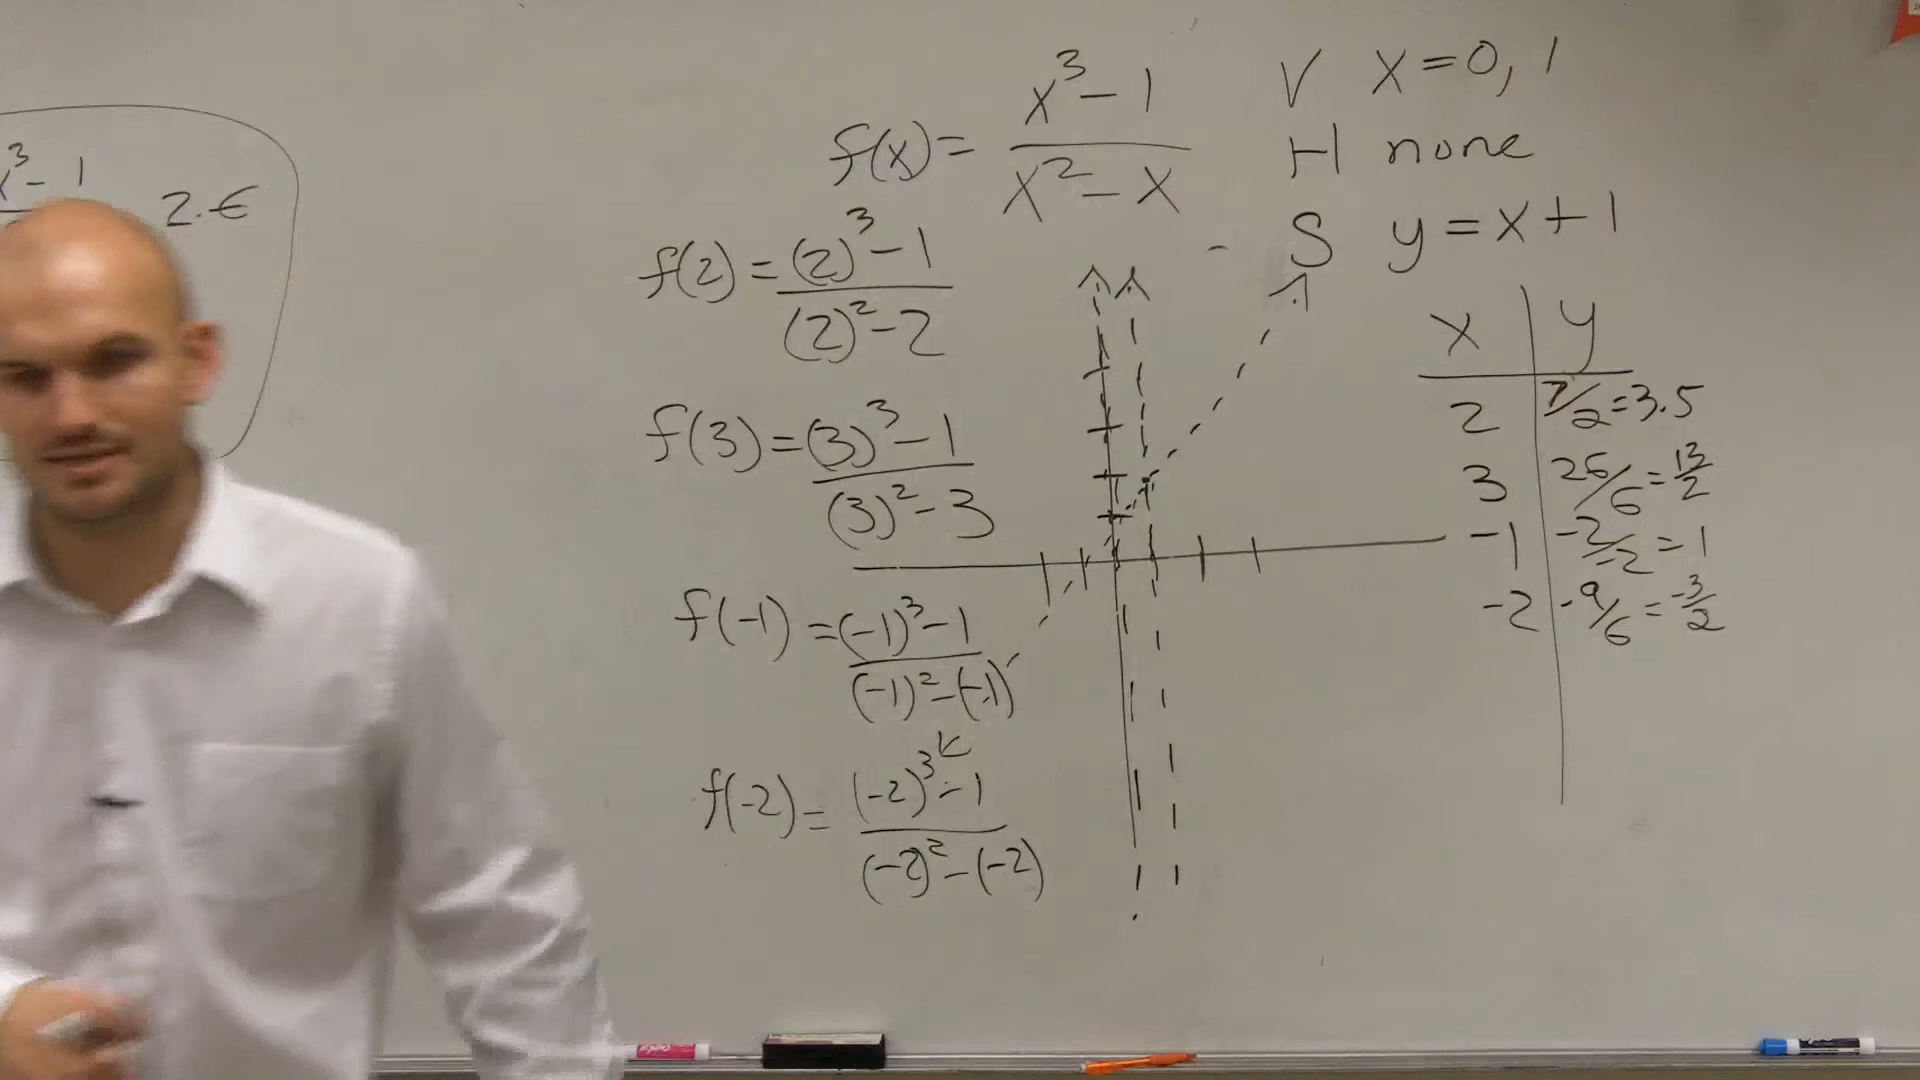 x³ - 1
2.€
f(x) = x³ - 1 / x² - x
V x = 0, 1
H none
S y = x + 1
f(2) = (2)³ - 1 / (2)² - 2
f(3) = (3)³ - 1 / (3)² - 3
f(-1) = (-1)³ - 1 / (-1)² - (-1)
f(-2) = (-2)³ - 1 / (-2)² - (-2)
x | y
2 | 7/2 = 3.5
3 | 26/6 = 13/2
-1 | -2/-2 = 1
-2 | -9/6 = -3/2